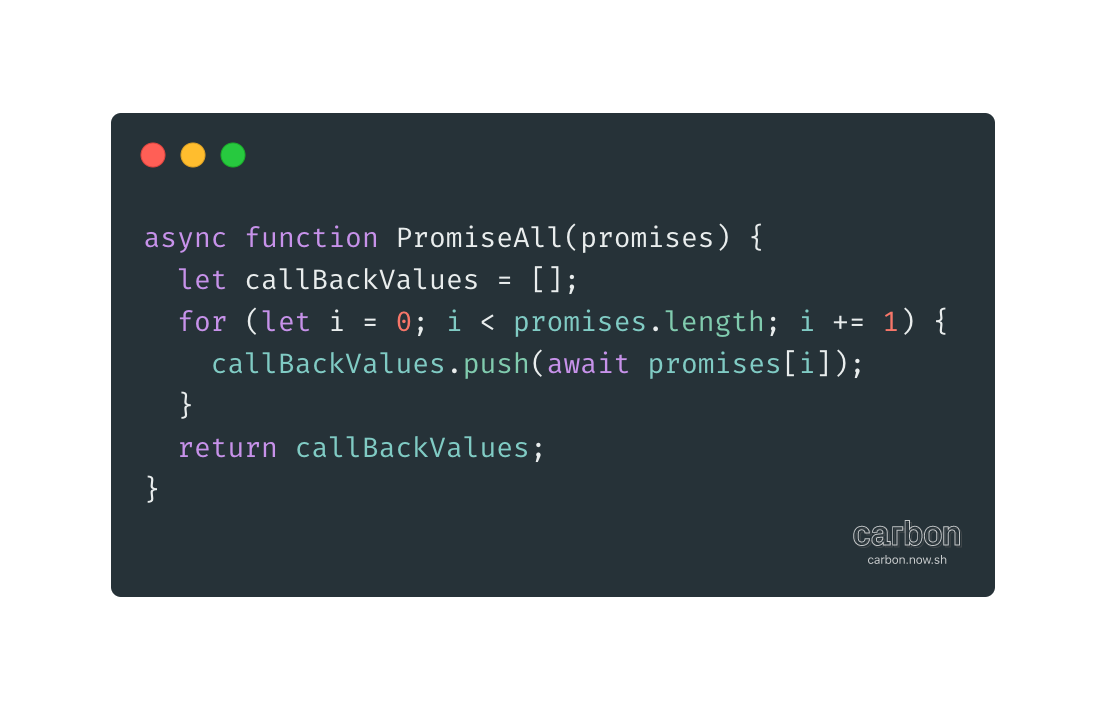 async function PromiseAll(promises) {
  let callBackValues = [];
  for (let i = 0; i < promises.length; i += 1) {
    callBackValues.push(await promises[i]);
  }
  return callBackValues;
}
carbon
carbon.now.sh